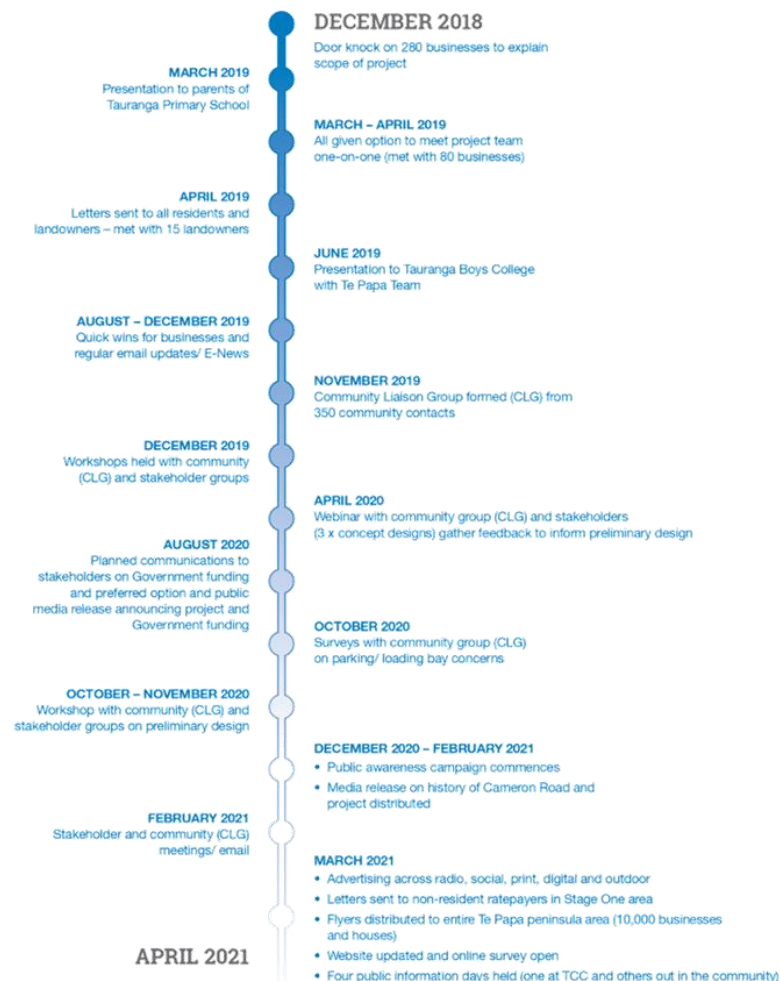 DECEMBER 2018
Door knock on 280 businesses to explain
scope of project
MARCH 2019
Presentation to parents of
Tauranga Primary School
MARCH – APRIL 2019
All given option to meet project team
one-on-one (met with 80 businesses)
APRIL 2019
Letters sent to all residents and
landowners – met with 15 landowners
JUNE 2019
Presentation to Tauranga Boys College
with Te Papa Team
AUGUST – DECEMBER 2019
Quick wins for businesses and
regular email updates/ E-News
NOVEMBER 2019
Community Liaison Group formed (CLG) from
350 community contacts
DECEMBER 2019
Workshops held with community
(CLG) and stakeholder groups
APRIL 2020
Webinar with community group (CLG) and stakeholders
(3 x concept designs) gather feedback to inform preliminary design
AUGUST 2020
Planned communications to
stakeholders on Government funding
and preferred option and public
media release announcing project and
Government funding
OCTOBER 2020
Surveys with community group (CLG)
on parking/ loading bay concerns
OCTOBER – NOVEMBER 2020
Workshop with community (CLG) and
stakeholder groups on preliminary design
DECEMBER 2020 – FEBRUARY 2021
• Public awareness campaign commences
• Media release on history of Cameron Road and
project distributed
FEBRUARY 2021
Stakeholder and community (CLG)
meetings/ email
MARCH 2021
• Advertising across radio, social, print, digital and outdoor
• Letters sent to non-resident ratepayers in Stage One area
• Flyers distributed to entire Te Papa peninsula area (10,000 businesses
and houses)
• Website updated and online survey open
• Four public information days held (one at TCC and others out in the community)
APRIL 2021